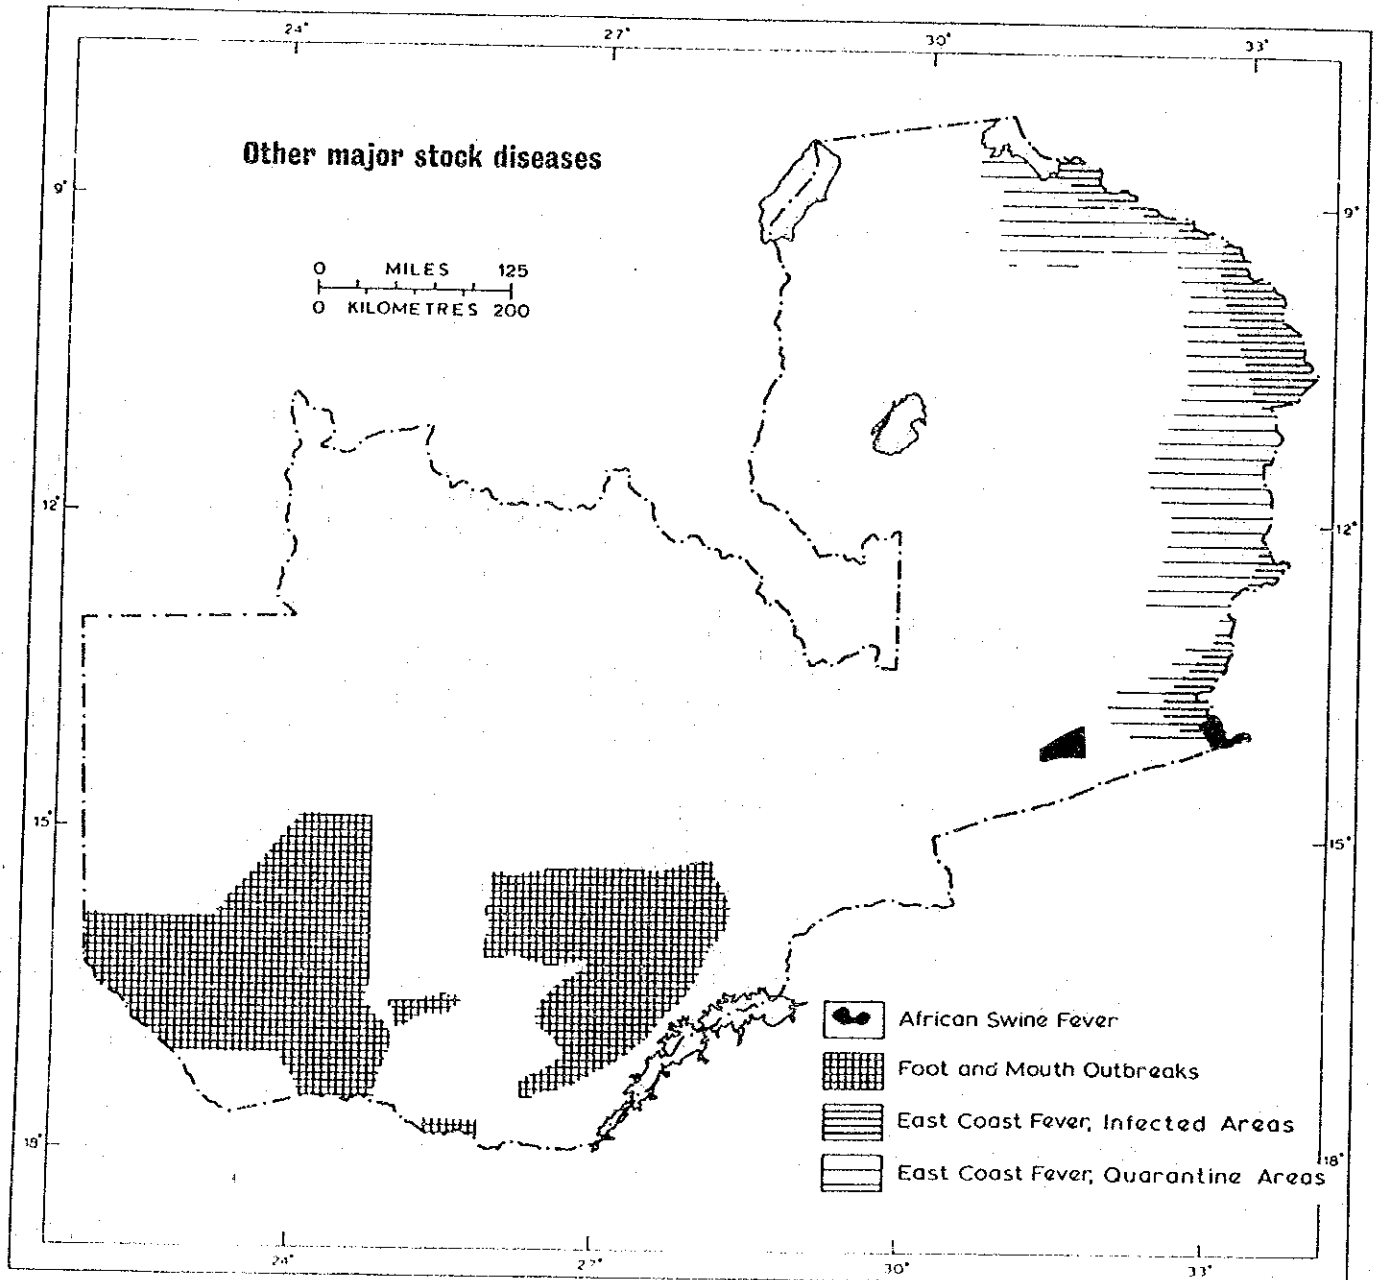 24° 27° 30° 33°
Other major stock diseases
9° 9°
0 MILES 125
0 KILOMETRES 200
12° 12°
15° 15°
African Swine Fever
Foot and Mouth Outbreaks
East Coast Fever, Infected Areas
18° 18°
East Coast Fever, Quarantine Areas
24° 27° 30° 33°